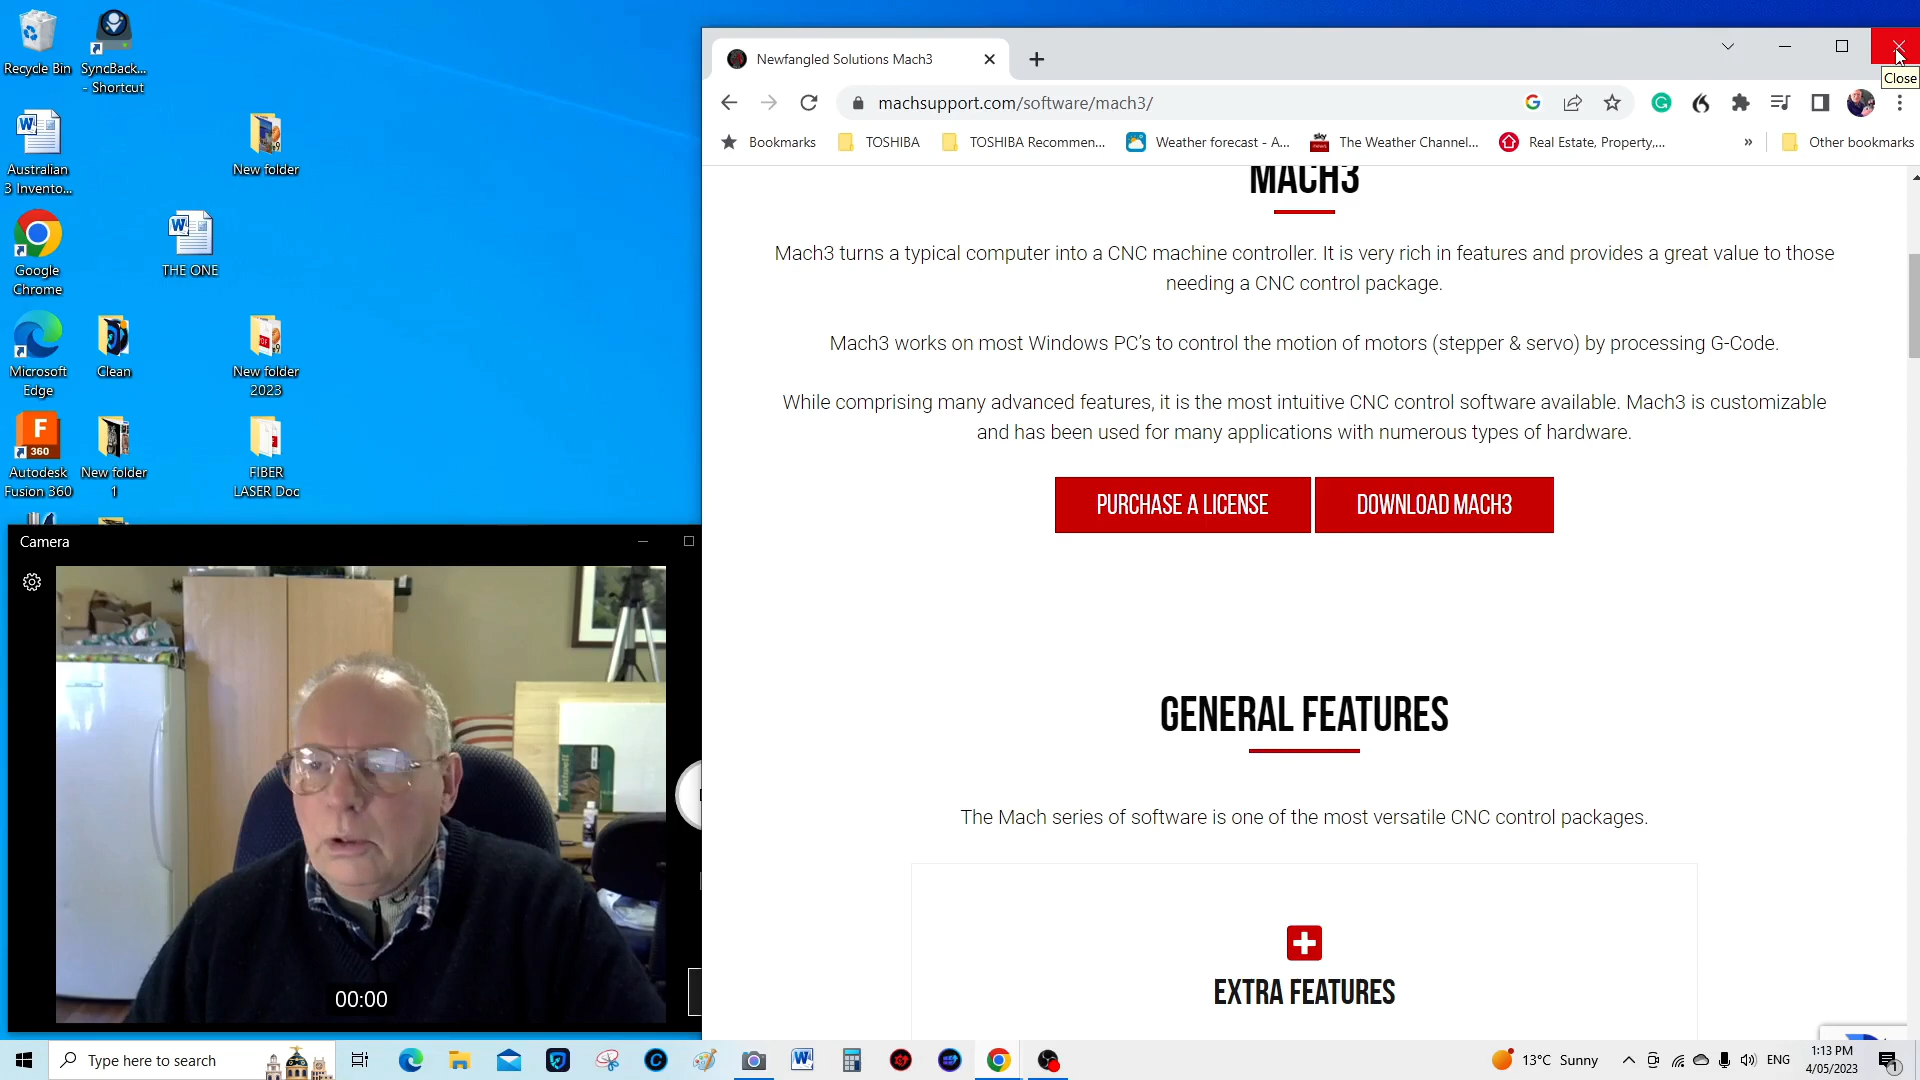 Recycle Bin
SyncBack...
- Shortcut
Australian
3 Invento...
New folder
Google
Chrome
THE ONE
Microsoft
Edge
Clean
New folder
2023
F
360
Autodesk
Fusion 360
New folder
1
FIBER
LASER Doc
Newfangled Solutions Mach3
Close
machsupport.com/software/mach3/
Bookmarks
TOSHIBA
TOSHIBA Recommen...
Weather forecast - A...
sky
The Weather Channel...
Real Estate, Property,...
»
Other bookmarks
MACH3
Mach3 turns a typical computer into a CNC machine controller. It is very rich in features and provides a great value to those
needing a CNC control package.
Mach3 works on most Windows PC's to control the motion of motors (stepper & servo) by processing G-Code.
While comprising many advanced features, it is the most intuitive CNC control software available. Mach3 is customizable
and has been used for many applications with numerous types of hardware.
PURCHASE A LICENSE
DOWNLOAD MACH3
GENERAL FEATURES
The Mach series of software is one of the most versatile CNC control packages.
EXTRA FEATURES
Camera
00:00
Type here to search
13°C Sunny
ENG
1:13 PM
4/05/2023
1